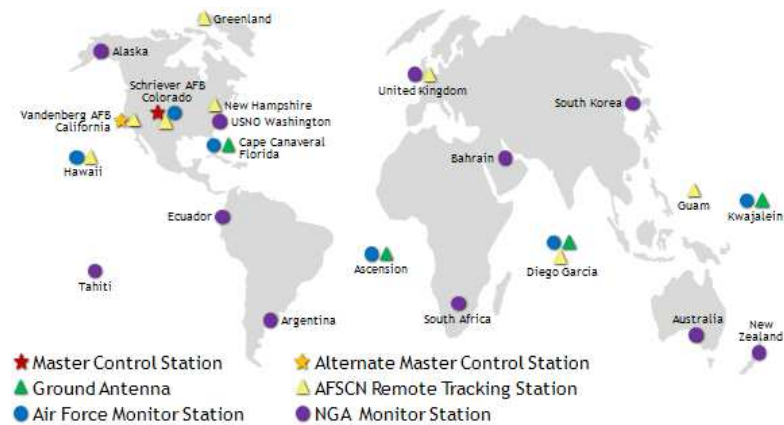 Greenland
Alaska
Schriever AFB
Colorado
Vandenberg AFB
California
New Hampshire
USNO Washington
Cape Canaveral
Florida
Hawaii
United Kingdom
South Korea
Bahrain
Guam
Kwajalein
Ecuador
Ascension
Diego Garcia
Tahiti
Argentina
South Africa
Australia
New
Zealand
Master Control Station
Alternate Master Control Station
Ground Antenna
AFSCN Remote Tracking Station
Air Force Monitor Station
NGA Monitor Station